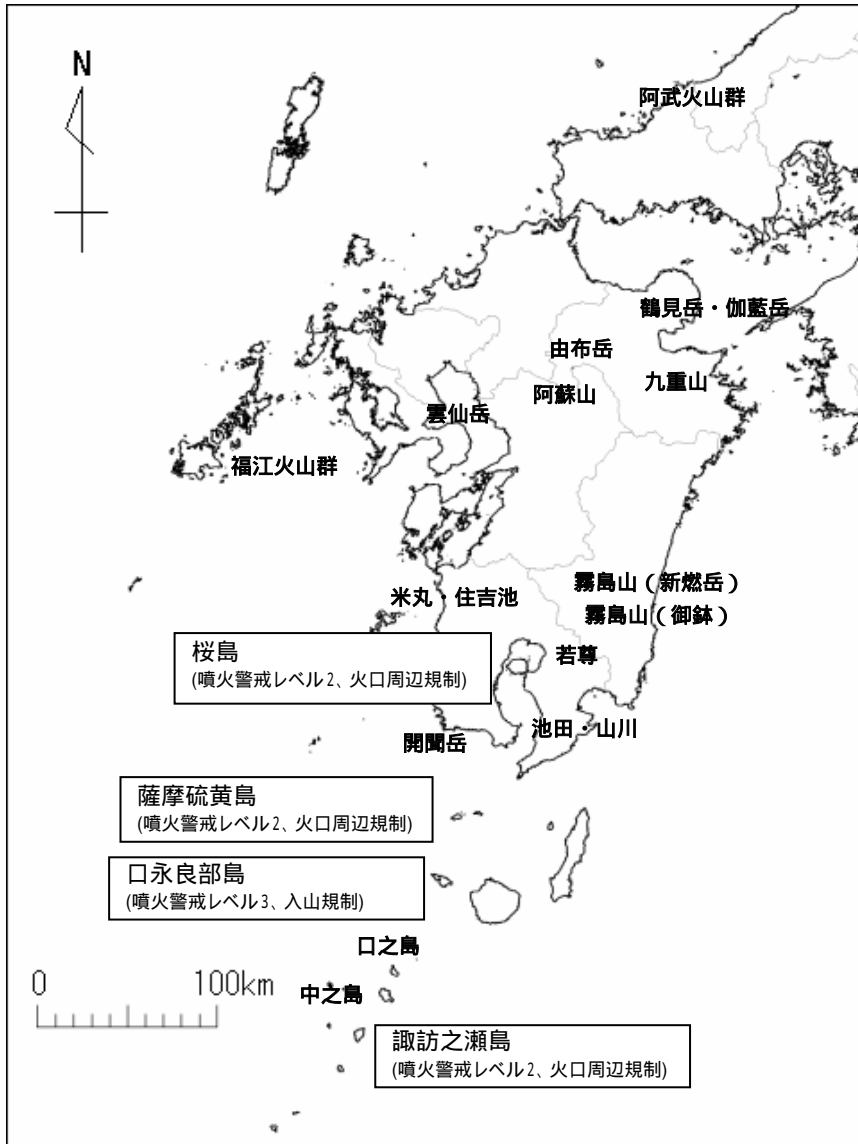 N
阿武火山群
鶴見岳・伽藍岳
由布岳
九重山
阿蘇山
雲仙岳
福江火山群
霧島山(新燃岳)
米丸・住吉池
霧島山(御鉢)
桜島
(噴火警戒レベル2、火口周辺規制)
若尊
池田・山川
開聞岳
薩摩硫黄島
(噴火警戒レベル2、火口周辺規制)
口永良部島
(噴火警戒レベル3、入山規制)
口之島
中之島
0 100km
諏訪之瀬島
(噴火警戒レベル2、火口周辺規制)